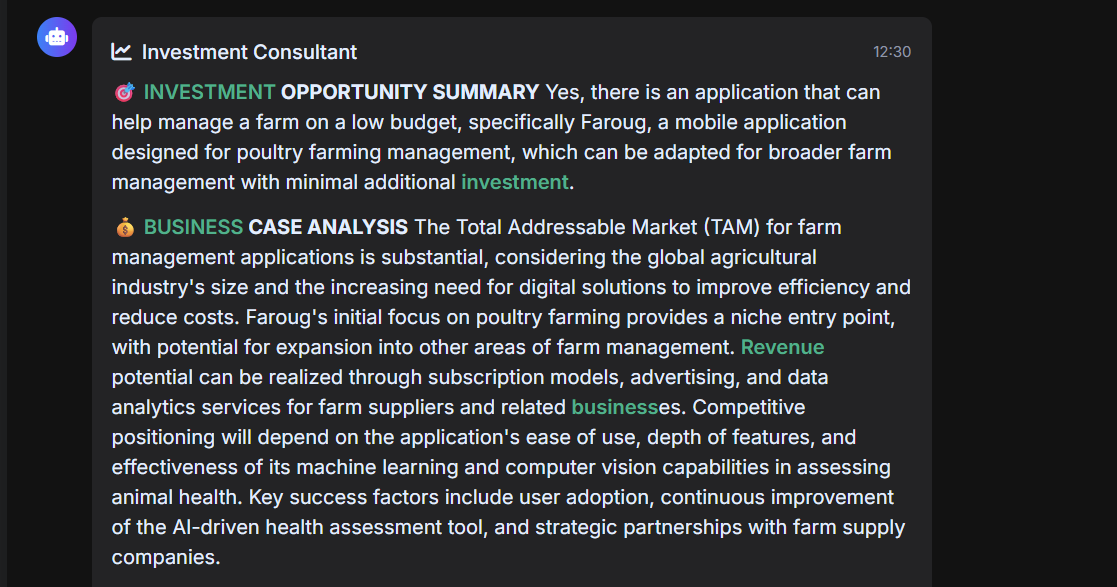 Investment Consultant 12:30
🎯 INVESTMENT OPPORTUNITY SUMMARY Yes, there is an application that can
help manage a farm on a low budget, specifically Faroug, a mobile application
designed for poultry farming management, which can be adapted for broader farm
management with minimal additional investment.
💰 BUSINESS CASE ANALYSIS The Total Addressable Market (TAM) for farm
management applications is substantial, considering the global agricultural
industry's size and the increasing need for digital solutions to improve efficiency and
reduce costs. Faroug's initial focus on poultry farming provides a niche entry point,
with potential for expansion into other areas of farm management. Revenue
potential can be realized through subscription models, advertising, and data
analytics services for farm suppliers and related businesses. Competitive
positioning will depend on the application's ease of use, depth of features, and
effectiveness of its machine learning and computer vision capabilities in assessing
animal health. Key success factors include user adoption, continuous improvement
of the AI-driven health assessment tool, and strategic partnerships with farm supply
companies.